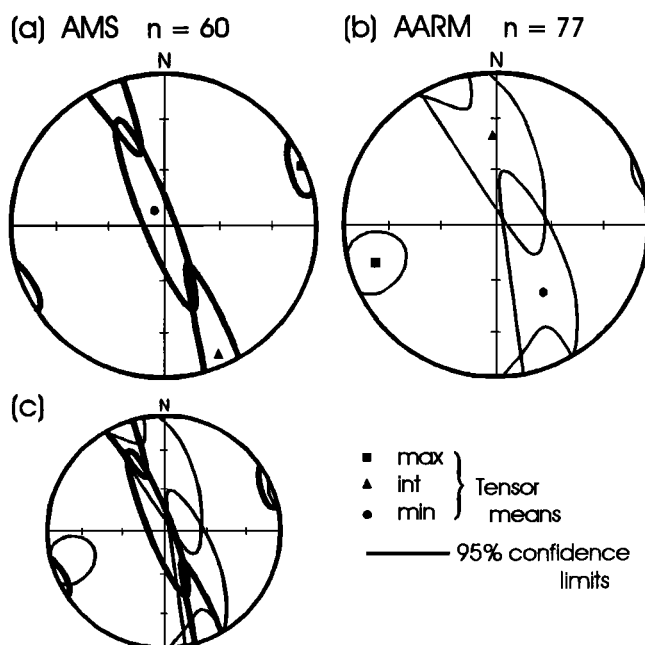 (a) AMS n = 60
N
(b) AARM n = 77
N
(c)
N
max
int
min
Tensor
means
95% confidence
limits